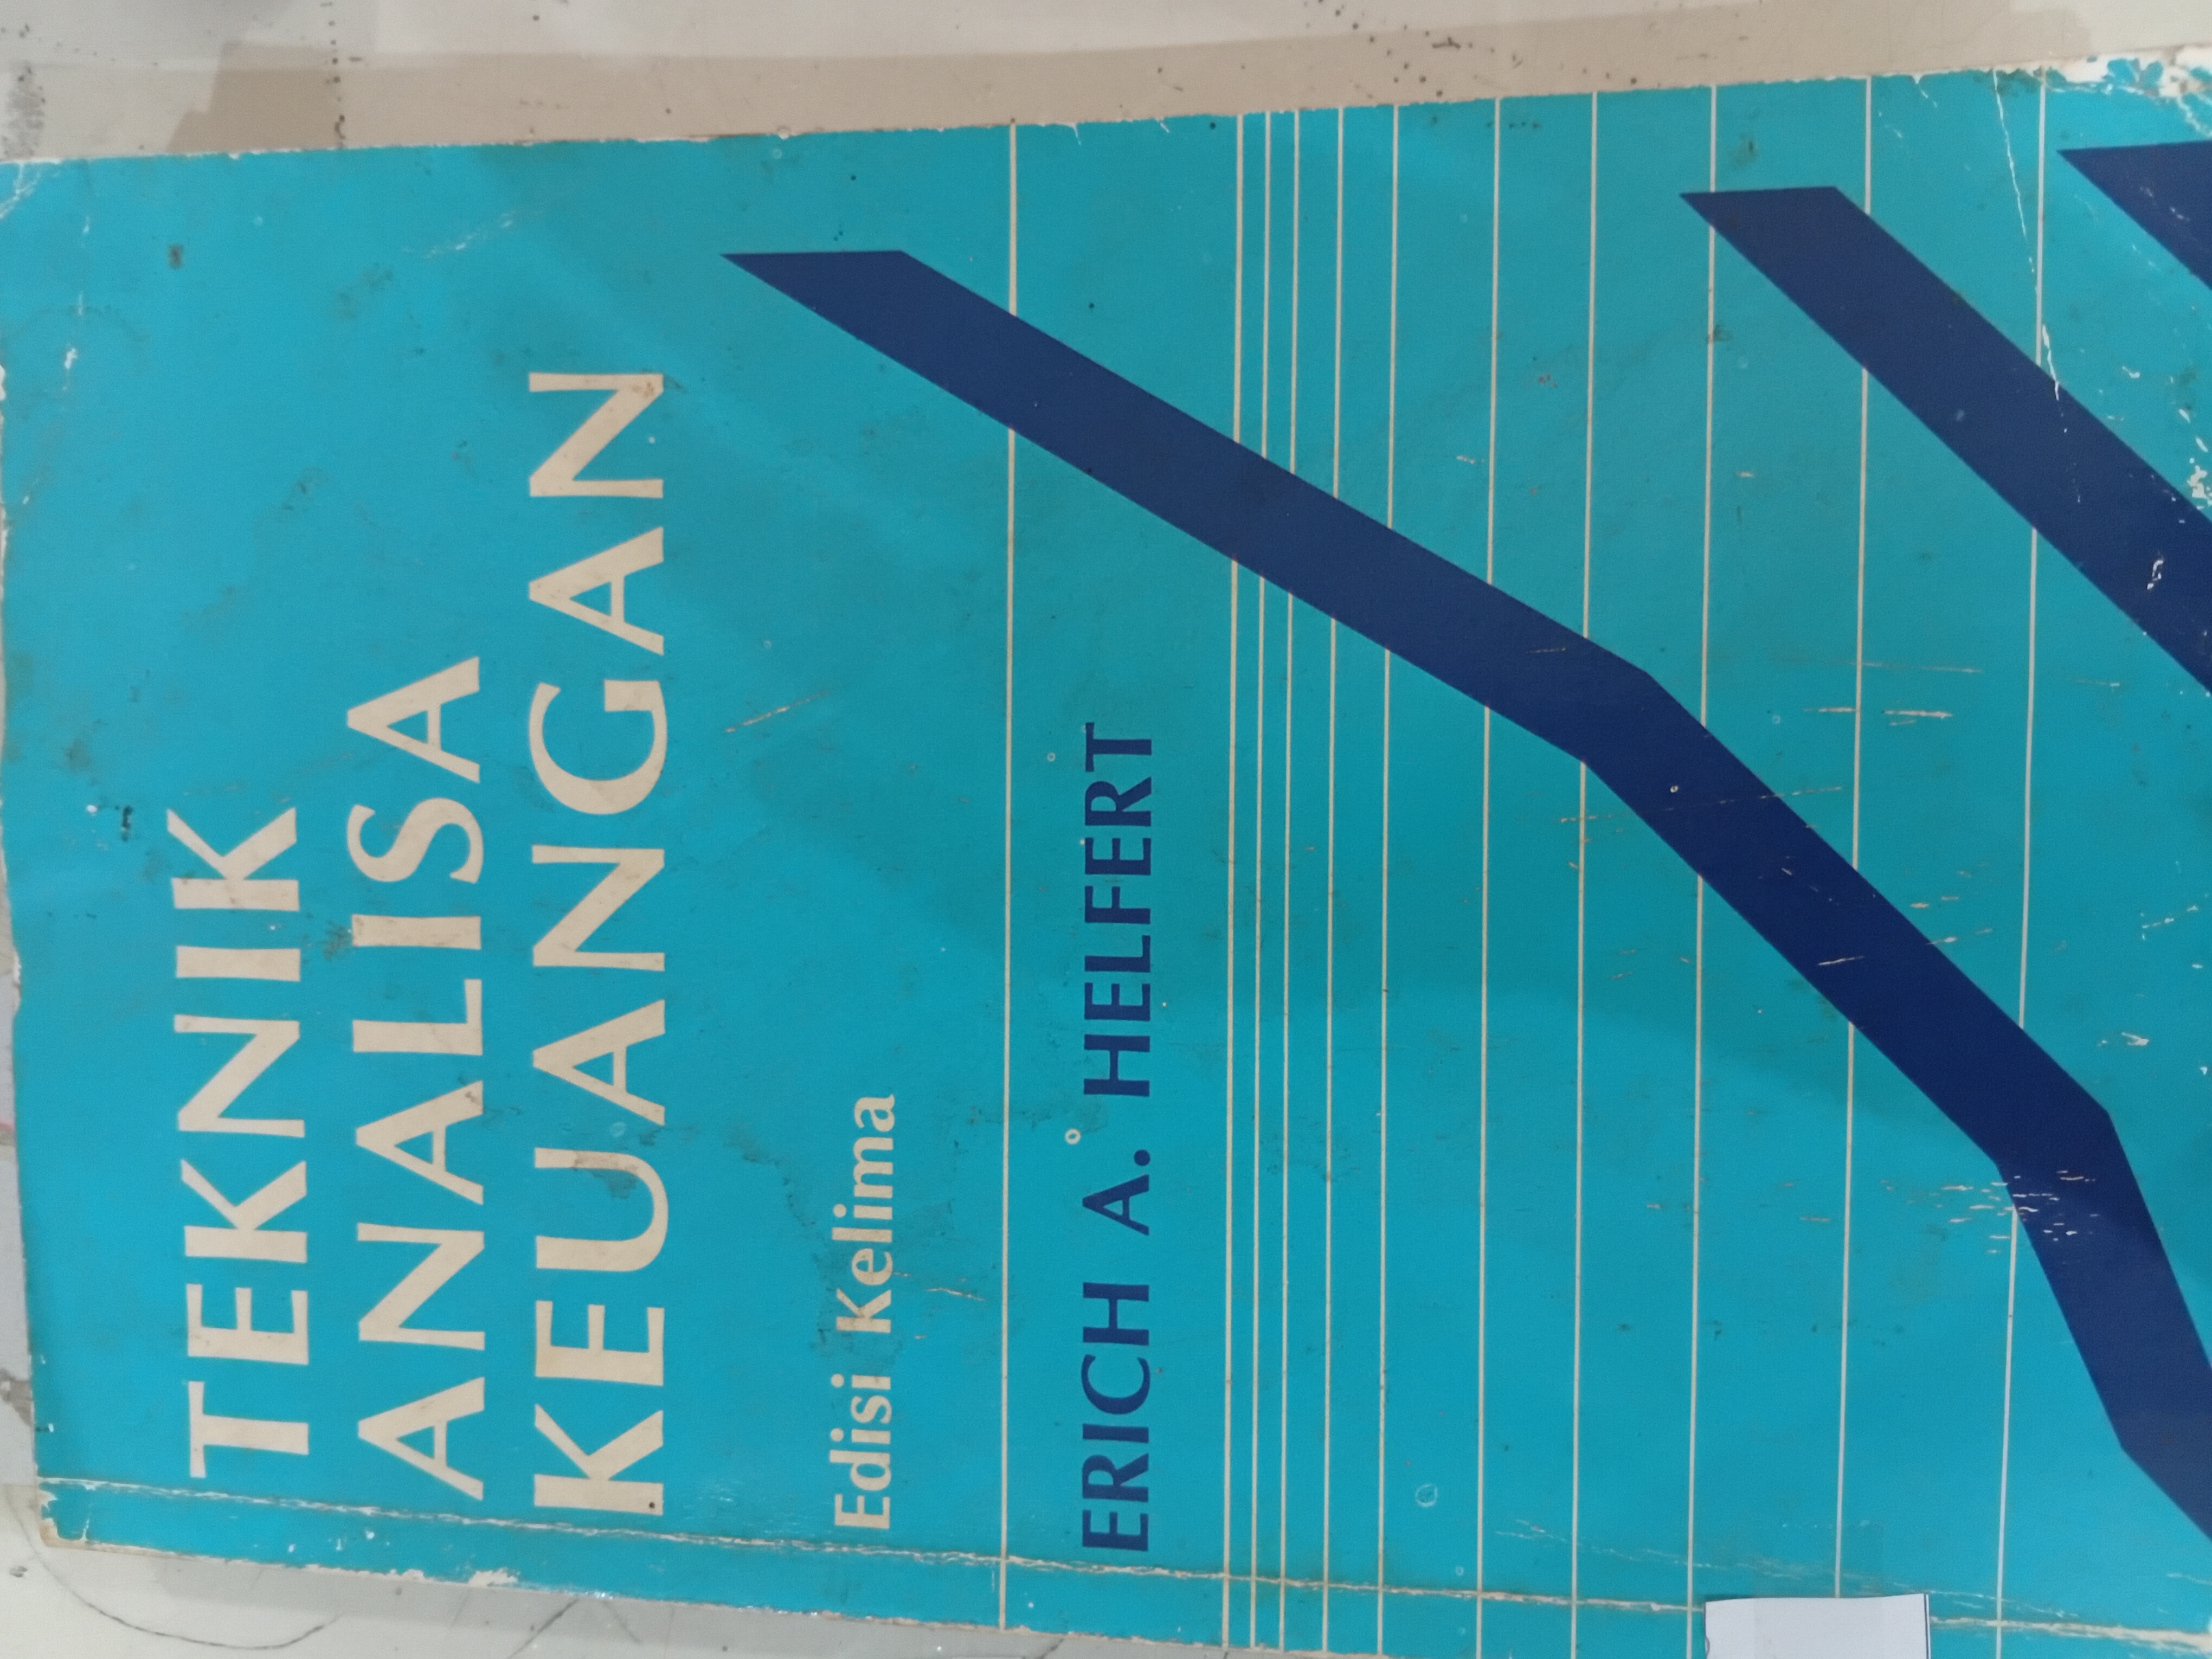 TEKNIK
ANALISA
KEUANGAN
Edisi Kelima
ERICH A. HELFERT